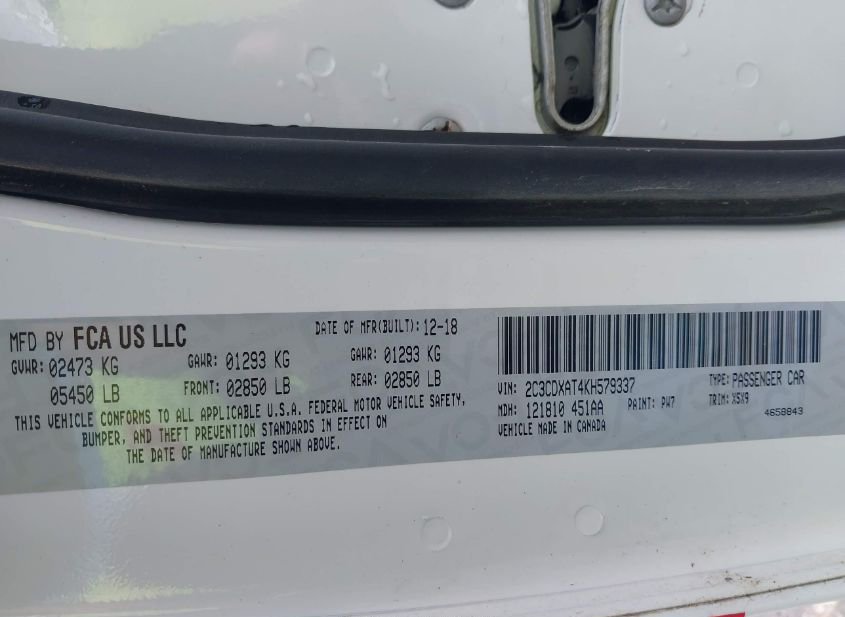 MFD BY FCA US LLC
DATE OF MFR(BUILT): 12-18
GVWR: 02473 KG
GAWR: 01293 KG
GAWR: 01293 KG
05450 LB
FRONT: 02850 LB
REAR: 02850 LB
THIS VEHICLE CONFORMS TO ALL APPLICABLE U.S.A. FEDERAL MOTOR VEHICLE SAFETY,
BUMPER, AND THEFT PREVENTION STANDARDS IN EFFECT ON
THE DATE OF MANUFACTURE SHOWN ABOVE.
VIN: 2C3CDXAT4KH579337
TYPE: PASSENGER CAR
MDH: 121810 451AA
PAINT: PW7
TRIM: X5X9
VEHICLE MADE IN CANADA
4658843